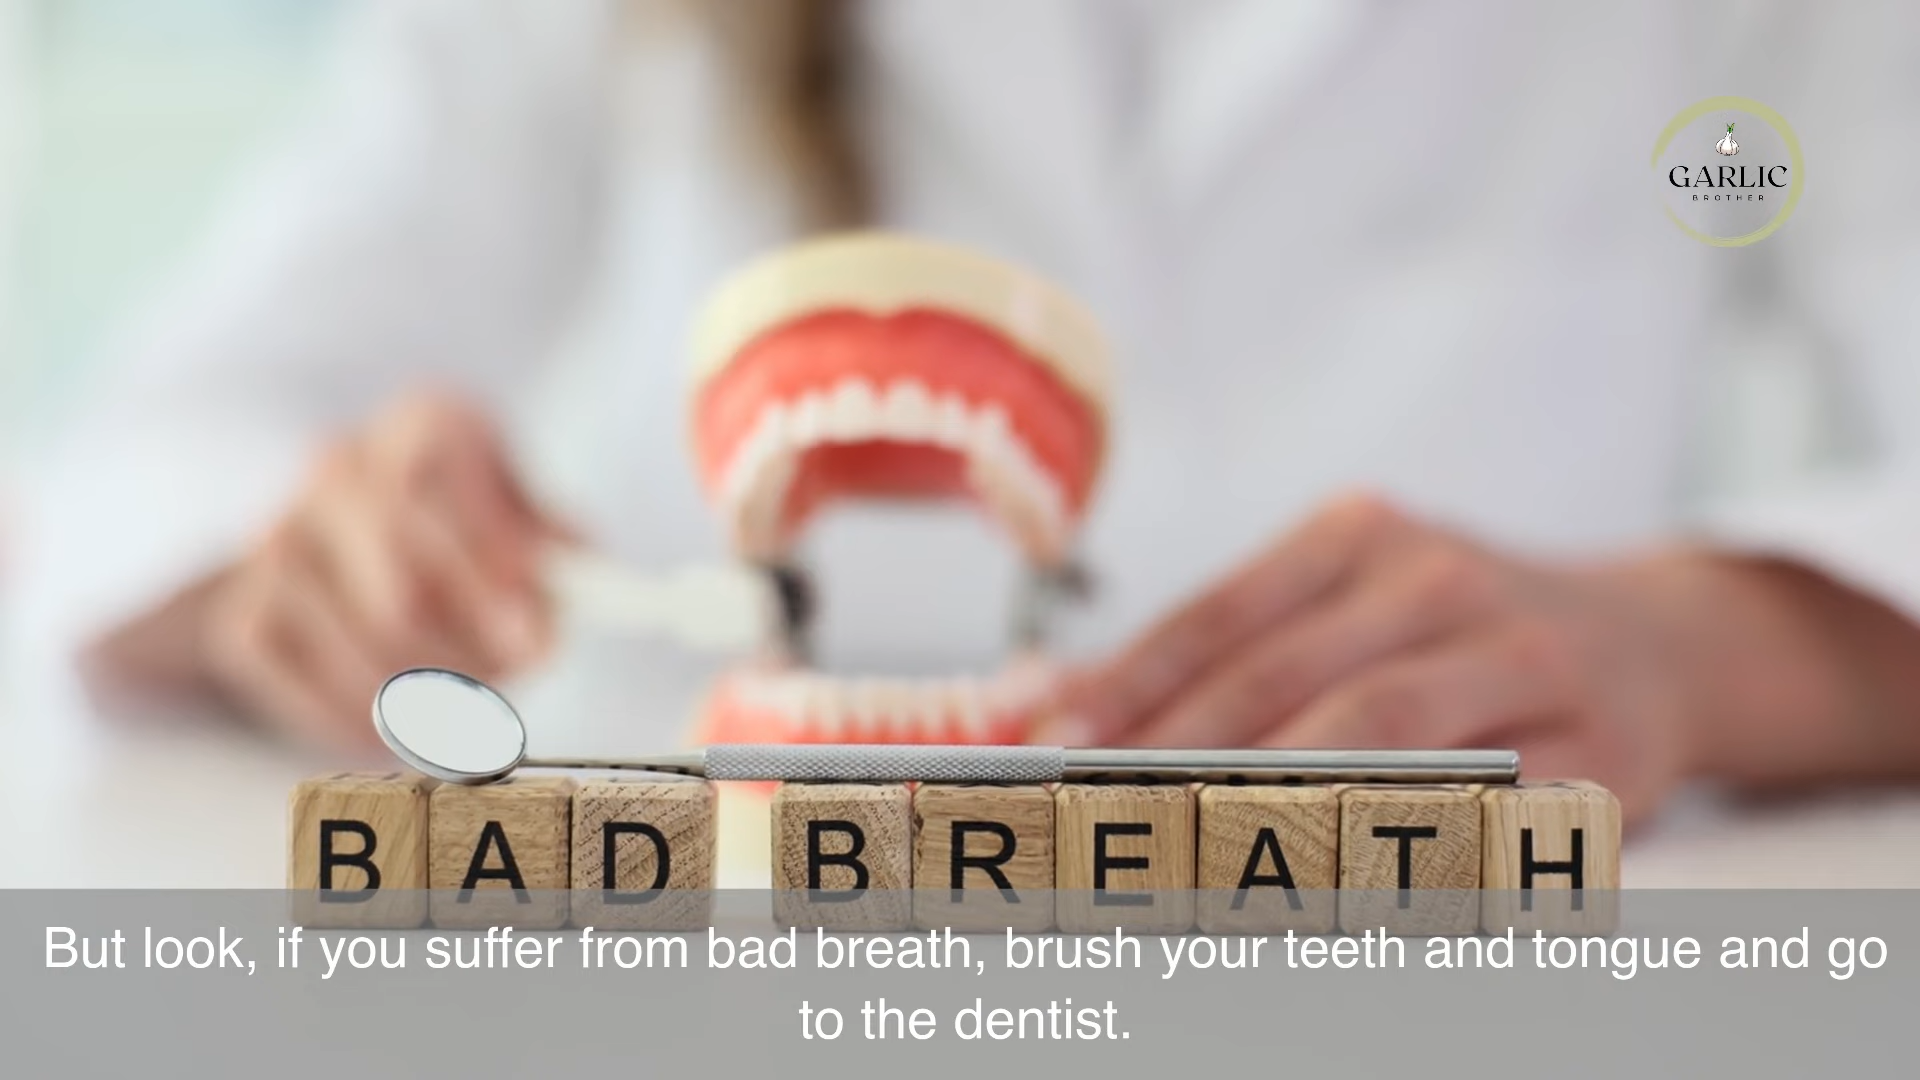 GARLIC
BROTHER
BAD BREATH
But look, if you suffer from bad breath, brush your teeth and tongue and go
to the dentist.